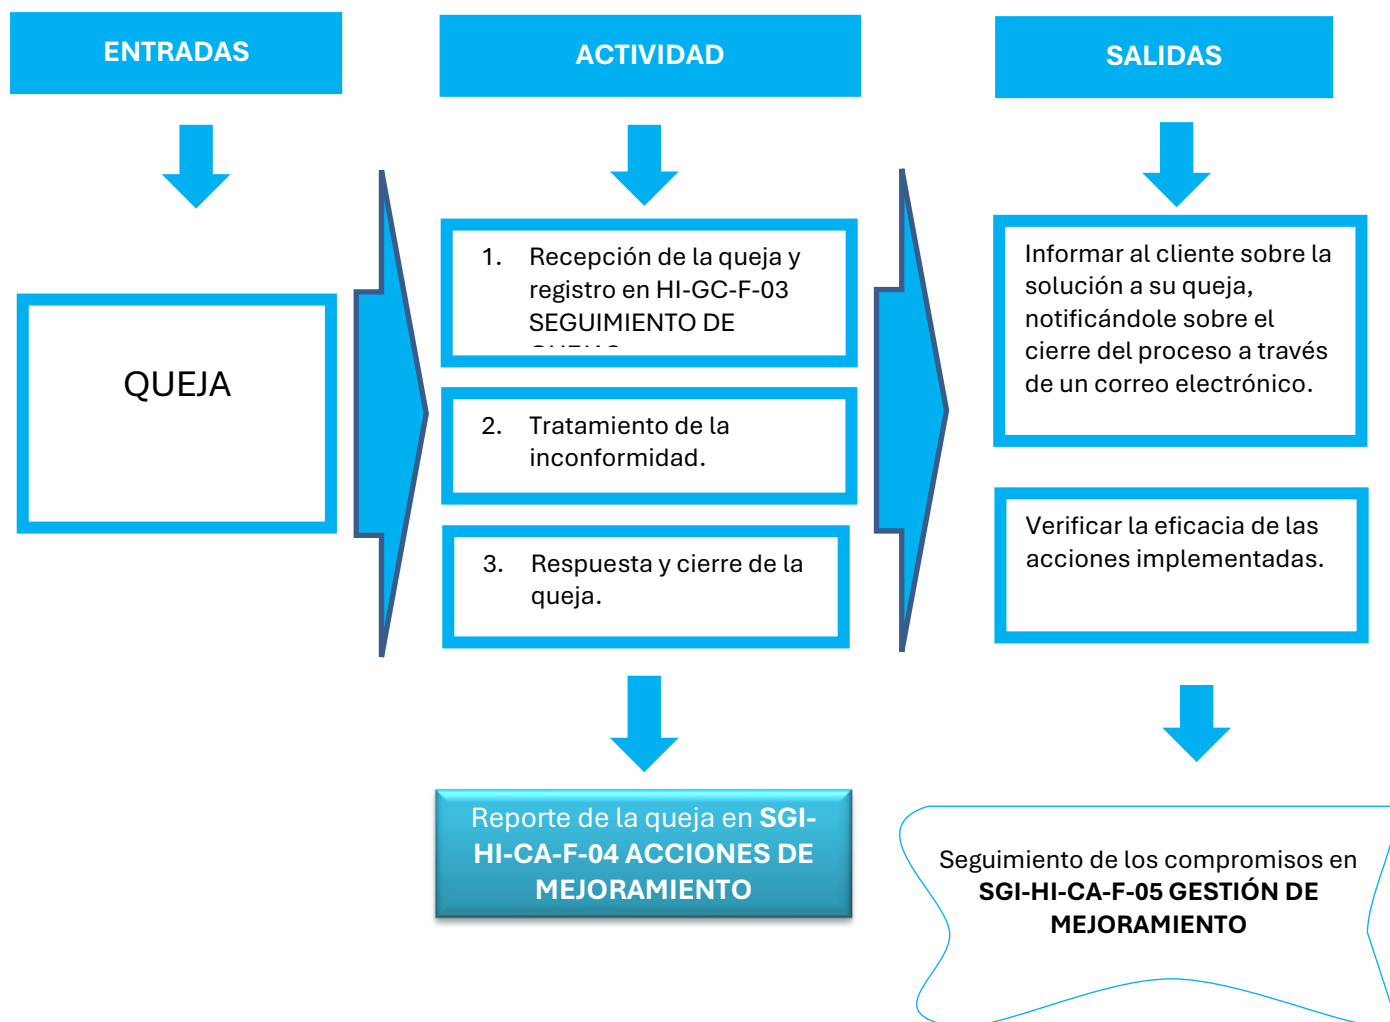 ENTRADAS
ACTIVIDAD
SALIDAS
QUEJA
1. Recepción de la queja y
registro en HI-GC-F-03
SEGUIMIENTO DE
2. Tratamiento de la
inconformidad.
3. Respuesta y cierre de la
queja.
Reporte de la queja en SGI-
HI-CA-F-04 ACCIONES DE
MEJORAMIENTO
Informar al cliente sobre la
solución a su queja,
notificándole sobre el
cierre del proceso a través
de un correo electrónico.
Verificar la eficacia de las
acciones implementadas.
Seguimiento de los compromisos en
SGI-HI-CA-F-05 GESTIÓN DE
MEJORAMIENTO